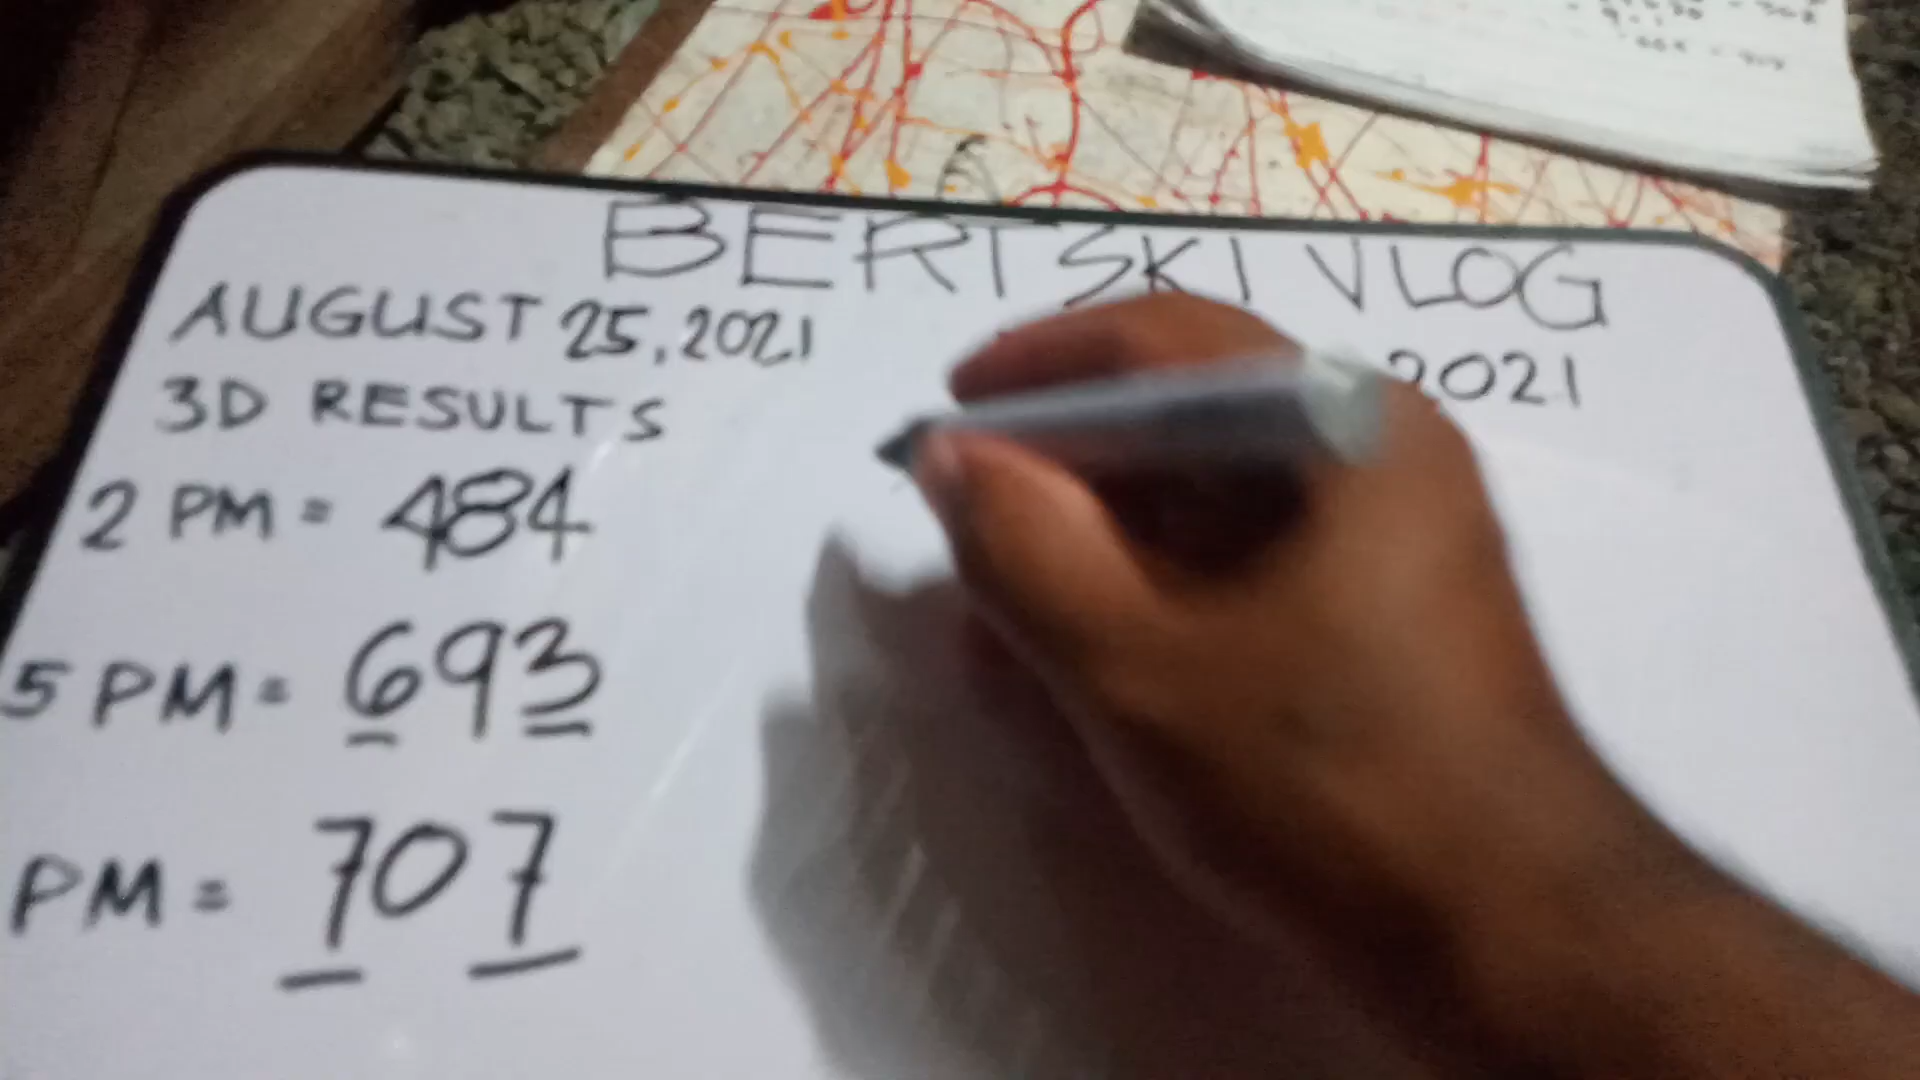 BERTSKI VLOG
AUGUST 25, 2021
2021
3D RESULTS
2 PM = 484
5 PM = 693
PM = 707